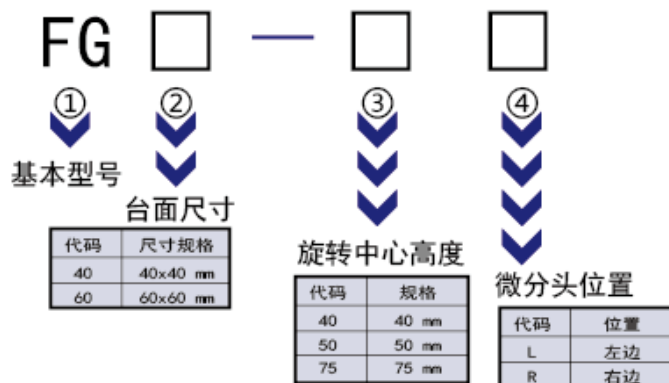 FG □ — □ □
① ② ③ ④
基本型号
台面尺寸
代码 尺寸规格
40 40x40 mm
60 60x60 mm
旋转中心高度
代码 规格
40 40 mm
50 50 mm
75 75 mm
微分头位置
代码 位置
L 左边
R 右边